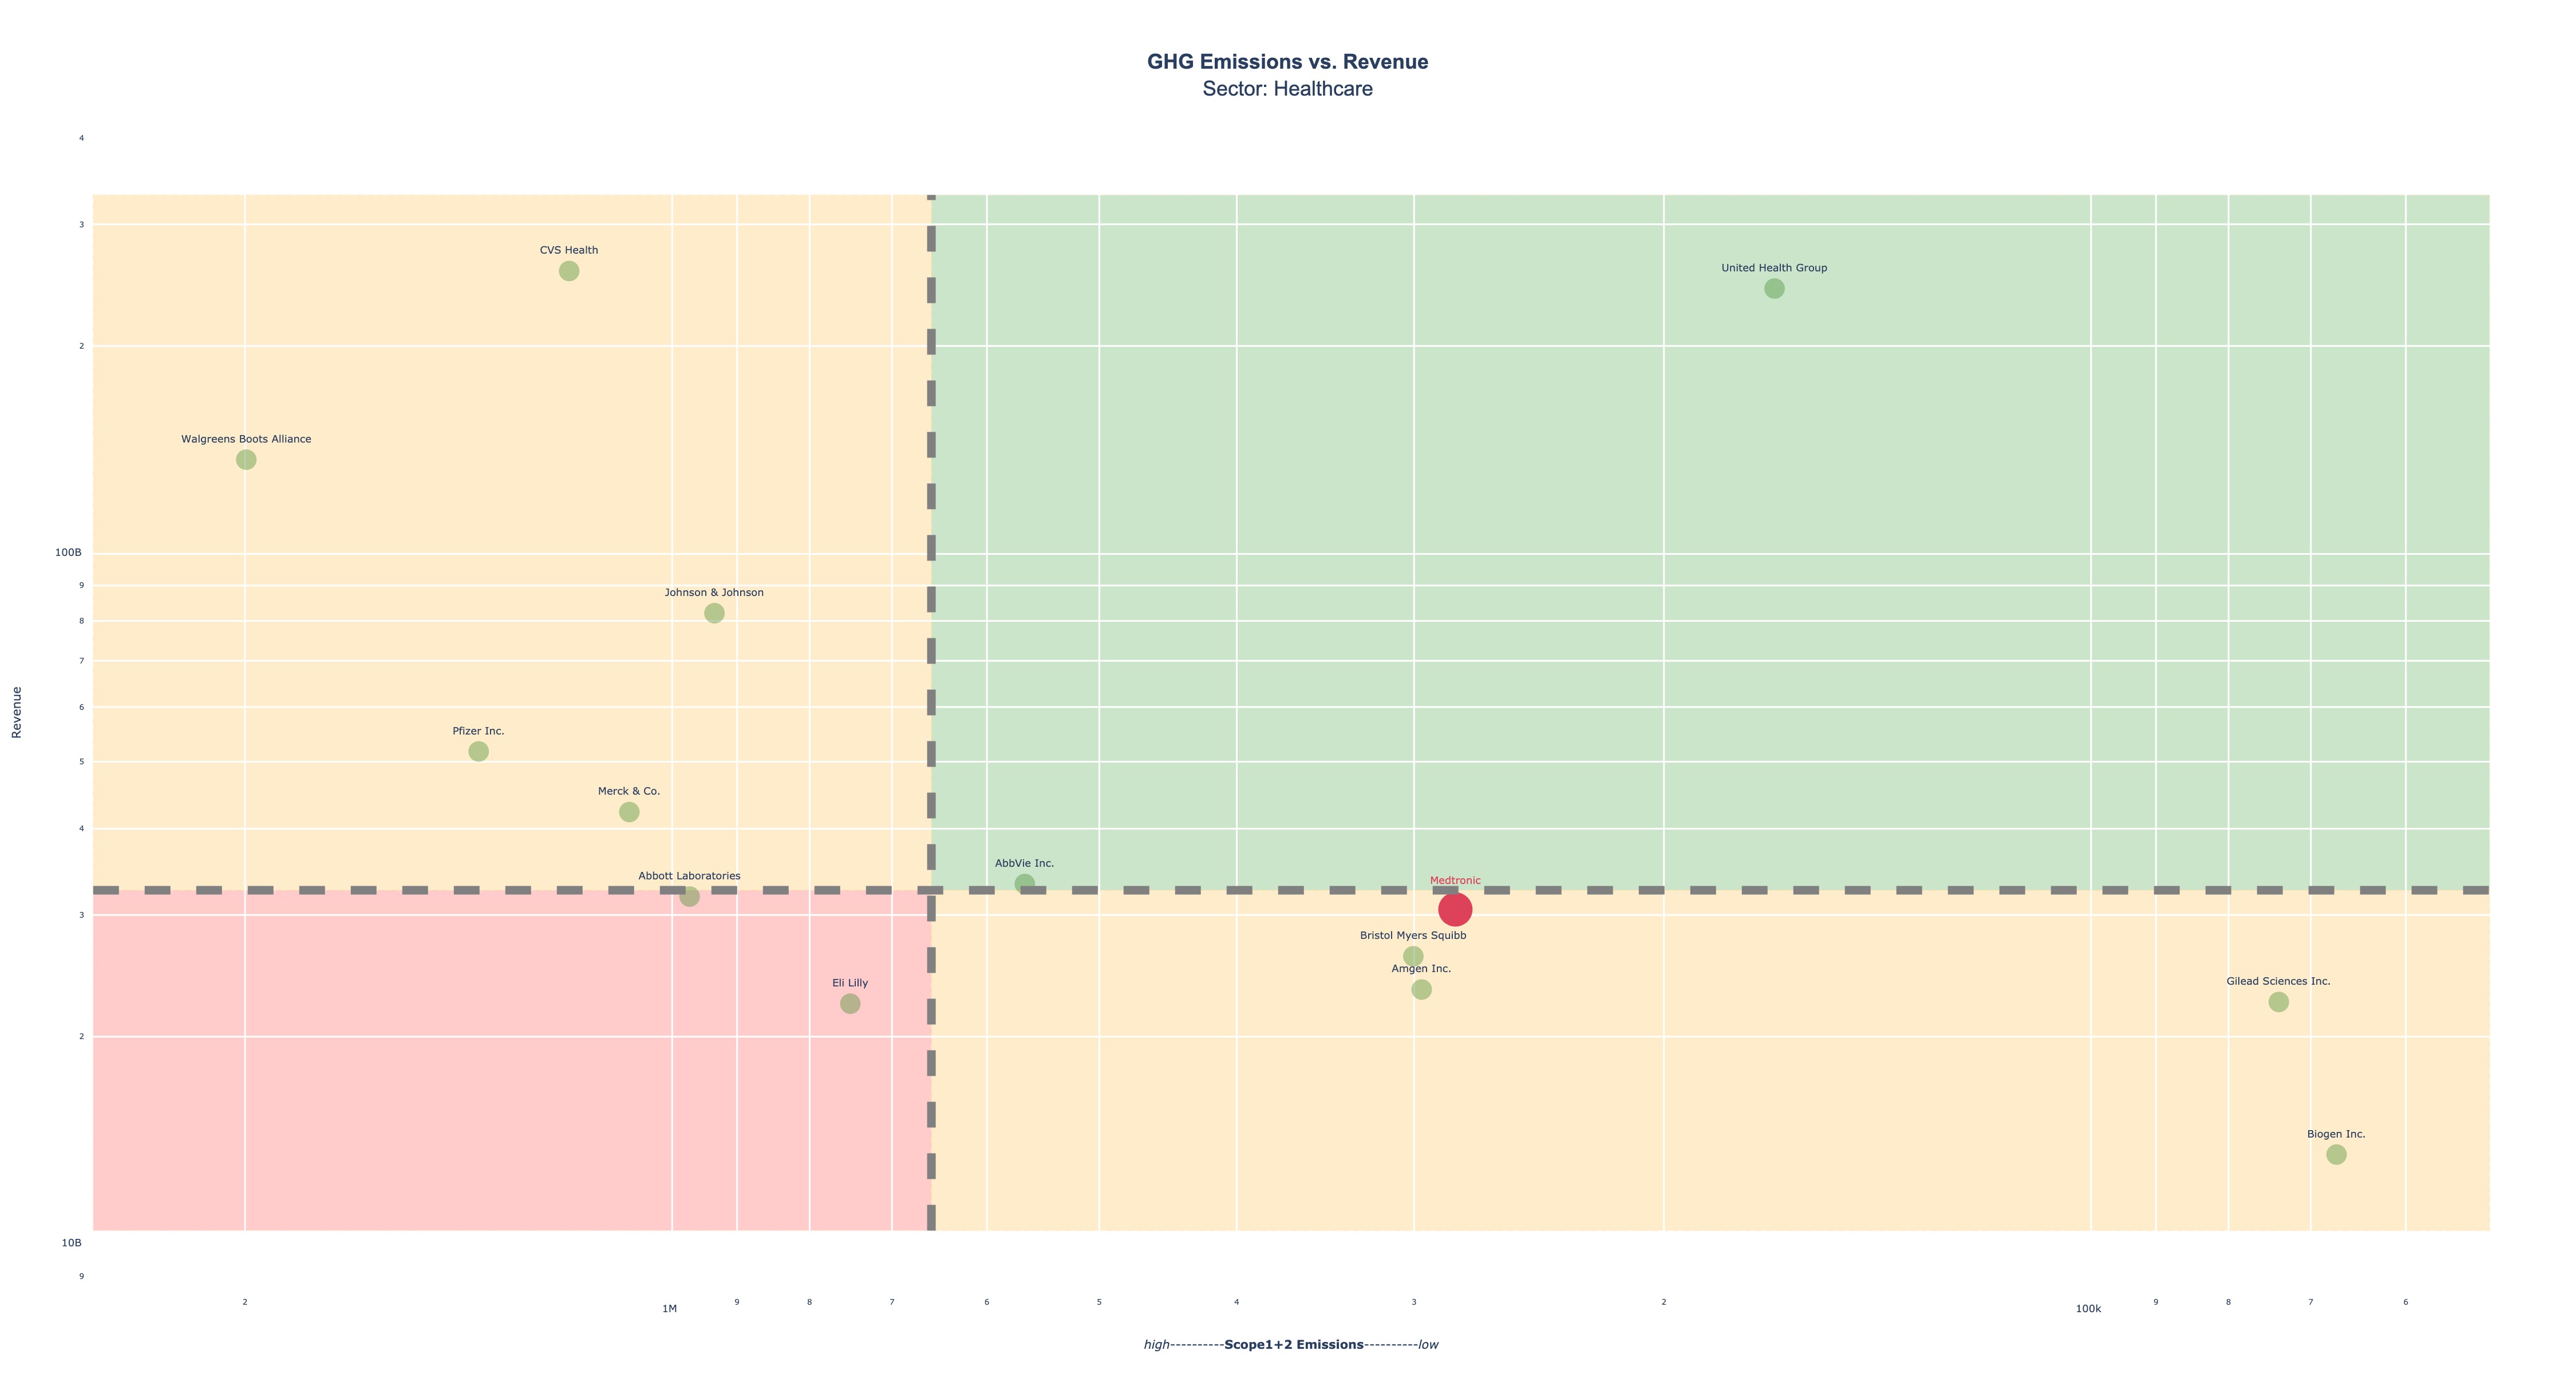 GHG Emissions vs. Revenue
Sector: Healthcare
4
3
CVS Health
United Health Group
2
Walgreens Boots Alliance
100B
9
Johnson & Johnson
8
7
6
Revenue
Pfizer Inc.
5
Merck & Co.
4
AbbVie Inc.
Abbott Laboratories
Medtronic
3
Bristol Myers Squibb
Amgen Inc.
Eli Lilly
Gilead Sciences Inc.
2
Biogen Inc.
10B
9
2
1M
9
8
7
6
5
4
3
2
100k
9
8
7
6
high----------Scope1+2 Emissions----------low